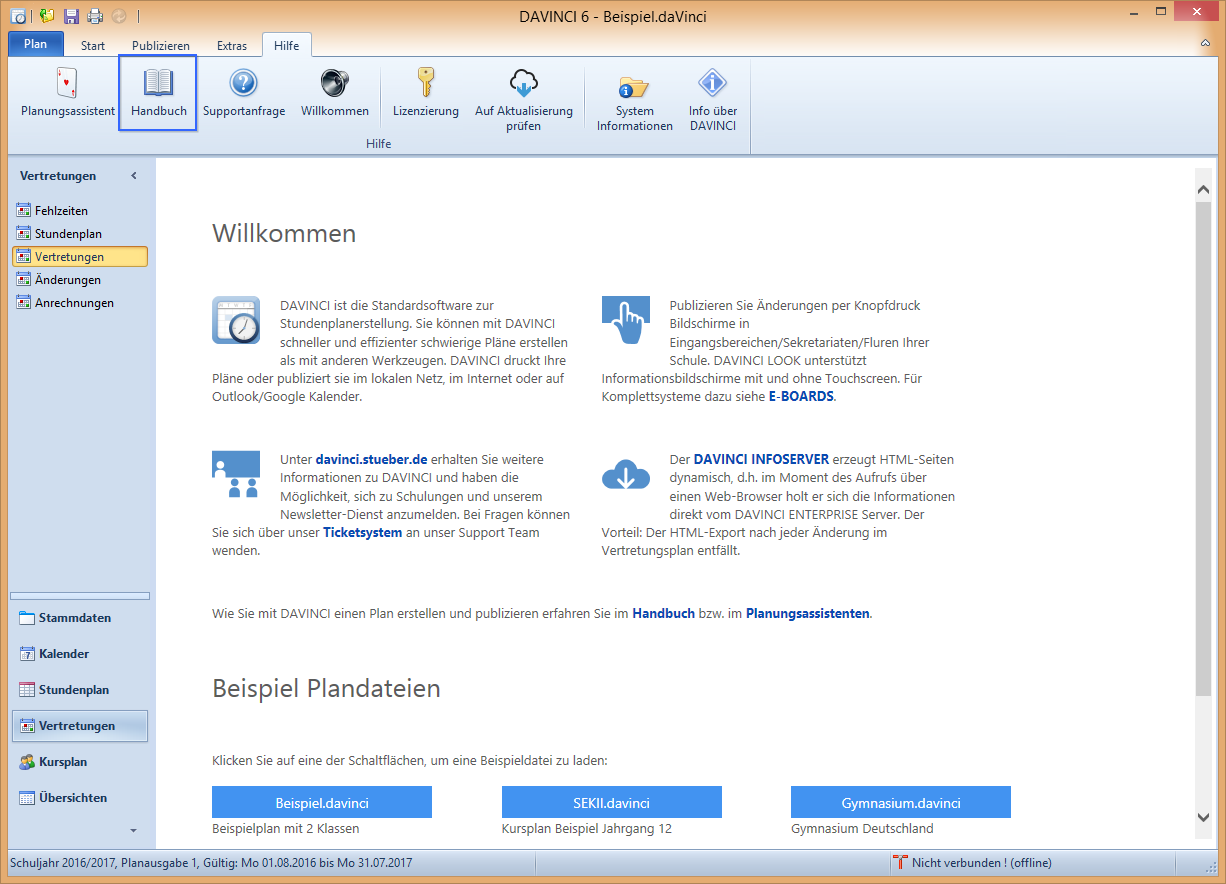 DAVINCI 6 - Beispiel.daVinci
Plan
Start
Publizieren
Extras
Hilfe
Planungsassistent
Handbuch
Supportanfrage
Willkommen
Lizenzierung
Auf Aktualisierung
prüfen
System
Informationen
Info über
DAVINCI
Hilfe
Vertretungen
Fehlzeiten
Stundenplan
Vertretungen
Änderungen
Anrechnungen
Stammdaten
Kalender
Stundenplan
Vertretungen
Kursplan
Übersichten
Willkommen
DAVINCI ist die Standardsoftware zur
Stundenplanerstellung. Sie können mit DAVINCI
schneller und effizienter schwierige Pläne erstellen
als mit anderen Werkzeugen. DAVINCI druckt Ihre
Pläne oder publiziert sie im lokalen Netz, im Internet oder auf
Outlook/Google Kalender.
Publizieren Sie Änderungen per Knopfdruck
Bildschirme in
Eingangsbereichen/Sekretariaten/Fluren Ihrer
Schule. DAVINCI LOOK unterstützt
Informationsbildschirme mit und ohne Touchscreen. Für
Komplettsysteme dazu siehe E-BOARDS.
Unter davinci.stueber.de erhalten Sie weitere
Informationen zu DAVINCI und haben die
Möglichkeit, sich zu Schulungen und unserem
Newsletter-Dienst anzumelden. Bei Fragen können
Sie sich über unser Ticketsystem an unser Support Team
wenden.
Der DAVINCI INFOSERVER erzeugt HTML-Seiten
dynamisch, d.h. im Moment des Aufrufs über
einen Web-Browser holt er sich die Informationen
direkt vom DAVINCI ENTERPRISE Server. Der
Vorteil: Der HTML-Export nach jeder Änderung im
Vertretungsplan entfällt.
Wie Sie mit DAVINCI einen Plan erstellen und publizieren erfahren Sie im Handbuch bzw. im Planungsassistenten.
Beispiel Plandateien
Klicken Sie auf eine der Schaltflächen, um eine Beispieldatei zu laden:
Beispiel.davinci
SEKII.davinci
Gymnasium.davinci
Beispielplan mit 2 Klassen
Kursplan Beispiel Jahrgang 12
Gymnasium Deutschland
Schuljahr 2016/2017, Planausgabe 1, Gültig: Mo 01.08.2016 bis Mo 31.07.2017
Nicht verbunden ! (offline)